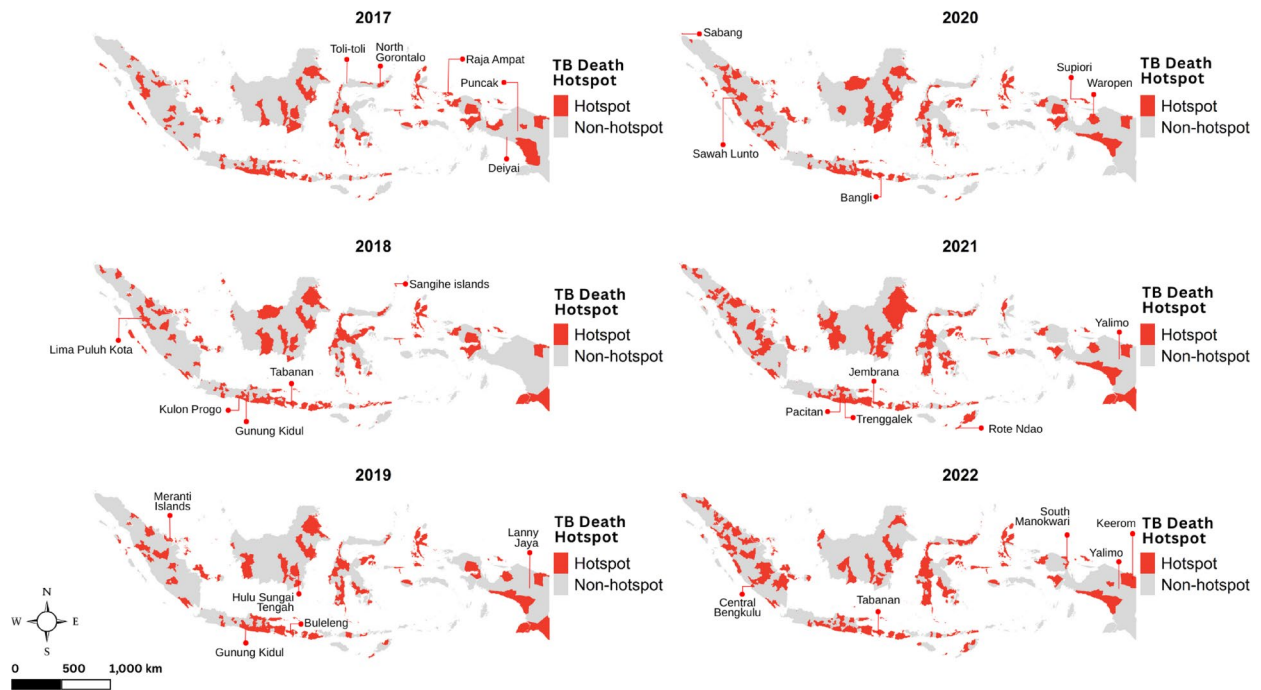 2017
Toli-toli
North
Gorontalo
Raja Ampat
Puncak
Deiyai
TB Death
Hotspot
Hotspot
Non-hotspot
2020
Sabang
Supiori
Waropen
Sawah Lunto
Bangli
TB Death
Hotspot
Hotspot
Non-hotspot
2018
Sangihe islands
Lima Puluh Kota
Tabanan
Kulon Progo
Gunung Kidul
TB Death
Hotspot
Hotspot
Non-hotspot
2021
Yalimo
Jembrana
Pacitan
Trenggalek
Rote Ndao
TB Death
Hotspot
Hotspot
Non-hotspot
2019
Meranti
Islands
Lanny
Jaya
Hulu Sungai
Tengah
Buleleng
Gunung Kidul
TB Death
Hotspot
Hotspot
Non-hotspot
2022
South
Manokwari
Keerom
Yalimo
Central
Bengkulu
Tabanan
TB Death
Hotspot
Hotspot
Non-hotspot
N
W E
S
0 500 1,000 km